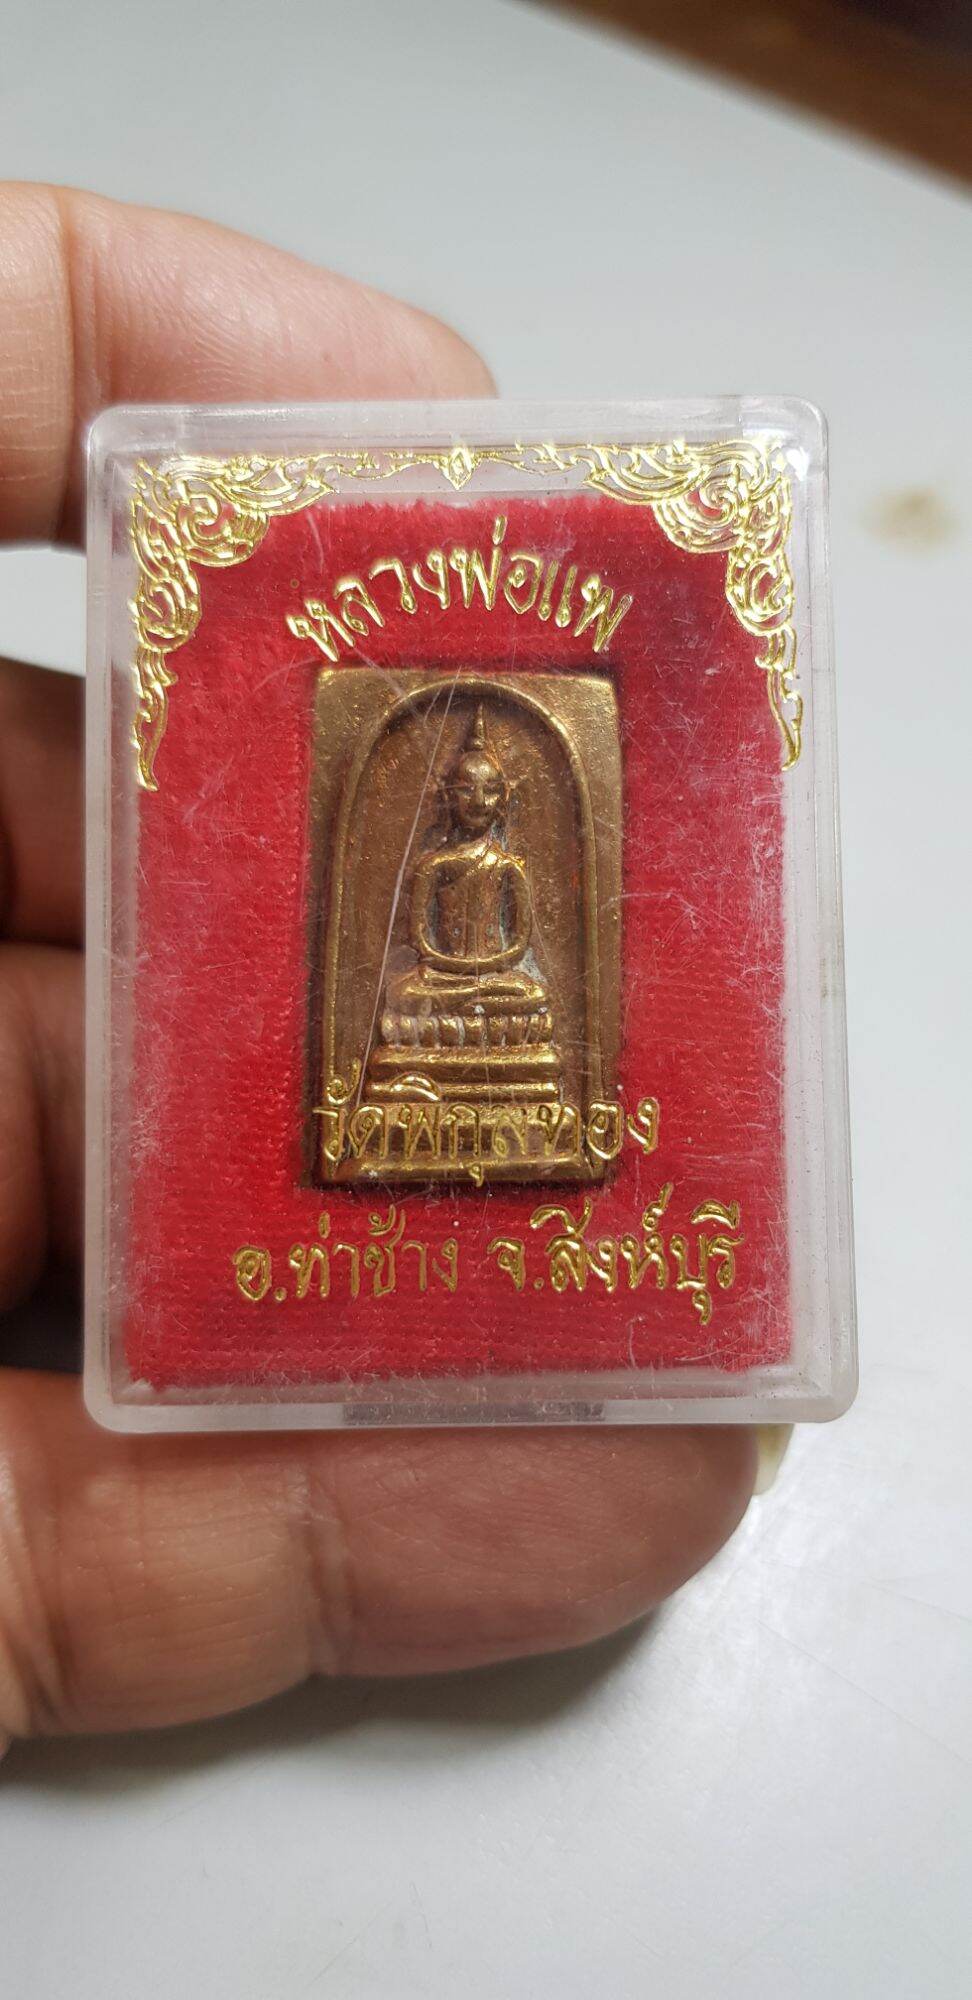 หลวงพ่อแพ
วัดพิกุลทอง
อ.ท่าช้าง จ.สิงห์บุรี